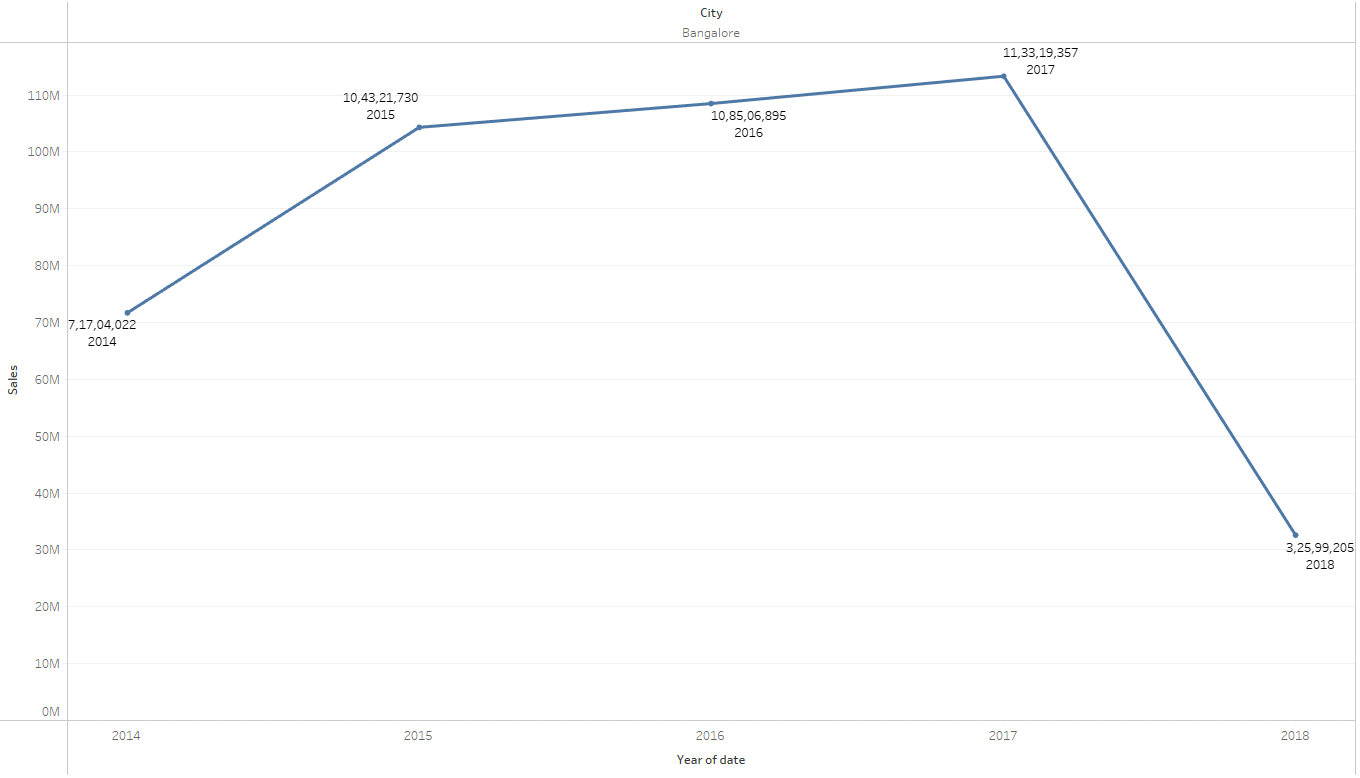 City
Bangalore
11,33,19,357
2017
10,43,21,730
2015
10,85,06,895
2016
7,17,04,022
2014
3,25,99,205
2018
110M
100M
90M
80M
70M
60M
50M
40M
30M
20M
10M
0M
Sales
2014
2015
2016
2017
2018
Year of date